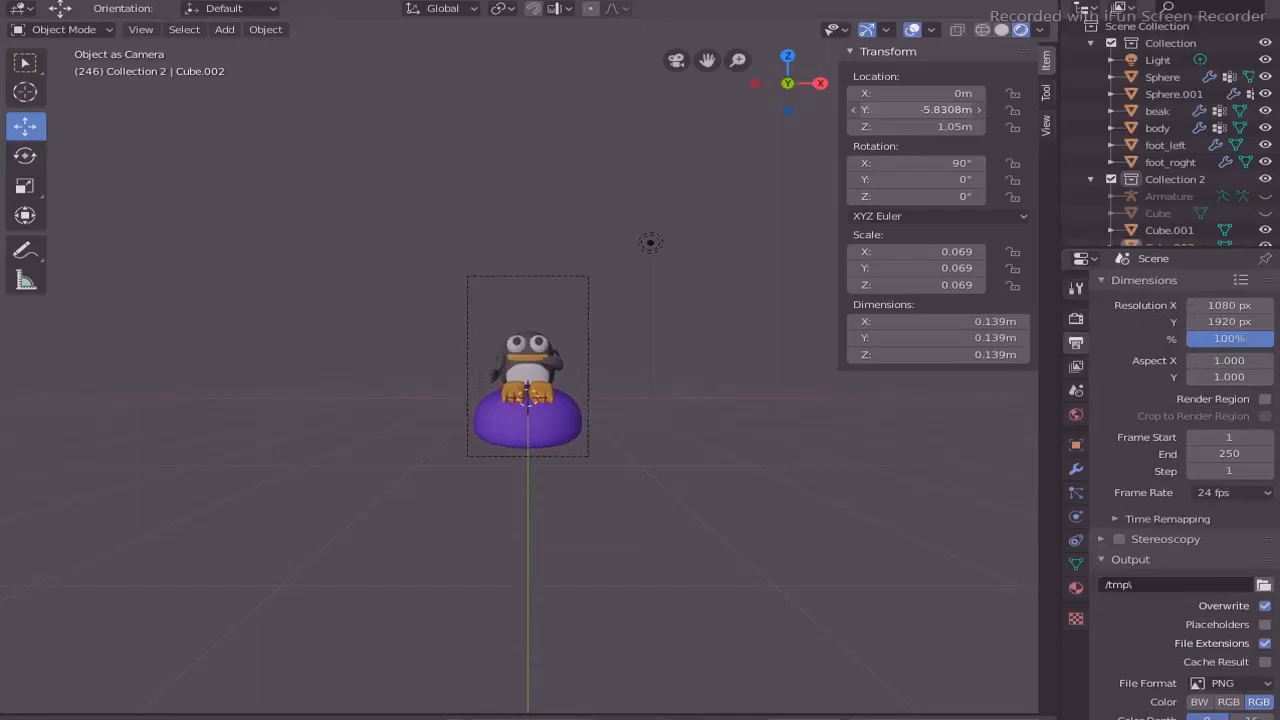 Orientation: Default Global
Recorded with iFun Screen Recorder
Object Mode View Select Add Object
Object as Camera
(246) Collection 2 | Cube.002
Z
Y
X
Transform
Location:
X: 0m
Y: -5.8308m
Z: 1.05m
Rotation:
X: 90°
Y: 0°
Z: 0°
XYZ Euler
Scale:
X: 0.069
Y: 0.069
Z: 0.069
Dimensions:
X: 0.139m
Y: 0.139m
Z: 0.139m
Item
Tool
View
Scene Collection
Collection
Light
Sphere
Sphere.001
beak
body
foot_left
foot_roght
Collection 2
Armature
Cube
Cube.001
Scene
Dimensions
Resolution X 1080 px
Y 1920 px
% 100%
Aspect X 1.000
Y 1.000
Render Region
Crop to Render Region
Frame Start 1
End 250
Step 1
Frame Rate 24 fps
Time Remapping
Stereoscopy
Output
/tmp\
Overwrite
Placeholders
File Extensions
Cache Result
File Format PNG
Color BW RGB RGB